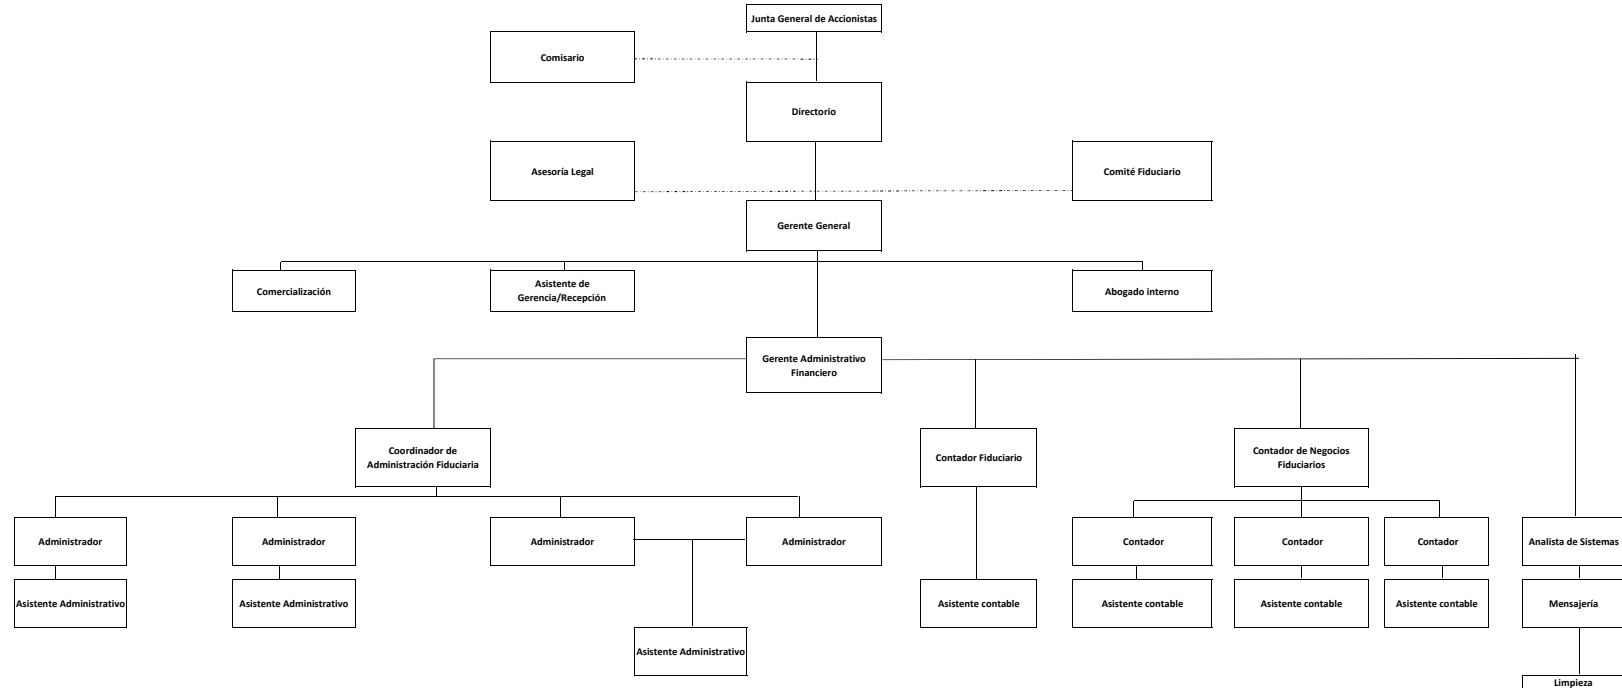 Junta General de Accionistas
Comisario
Directorio
Asesoría Legal
Comité Fiduciario
Gerente General
Comercialización
Asistente de
Gerencia/Recepción
Abogado interno
Gerente Administrativo
Financiero
Coordinador de
Administración Fiduciaria
Contador Fiduciario
Contador de Negocios
Fiduciarios
Administrador
Administrador
Administrador
Administrador
Contador
Contador
Contador
Analista de Sistemas
Asistente Administrativo
Asistente Administrativo
Asistente contable
Asistente contable
Asistente contable
Asistente contable
Mensajería
Asistente Administrativo
Limpieza